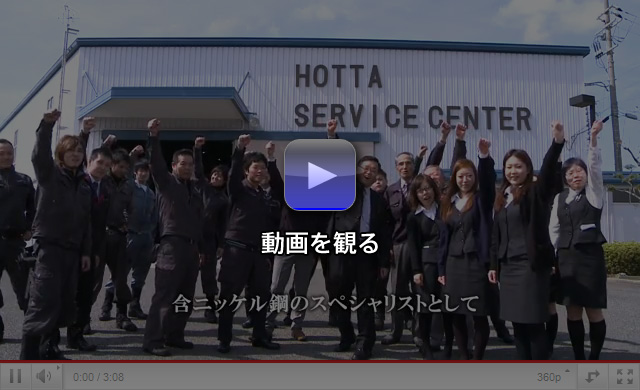 HOTTA
SERVICE CENTER
動画を観る
含ニッケル鋼のスペシャリストとして
0:00 / 3:08
360p